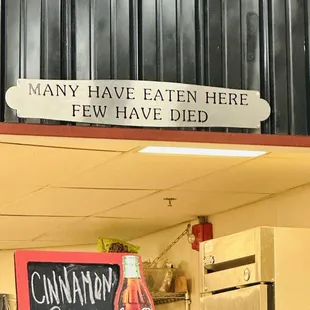 MANY HAVE EATEN HERE
FEW HAVE DIED
CINNAMON